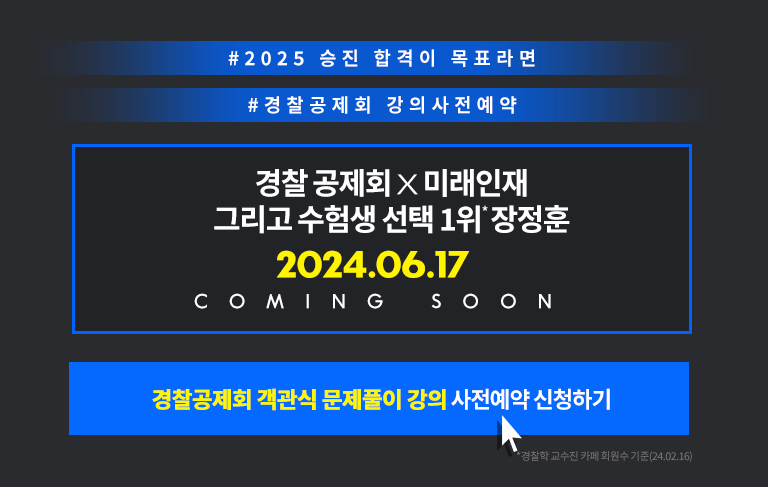 #2025 승진 합격이 목표라면
#경찰공제회 강의사전예약
경찰 공제회 X 미래인재
그리고 수험생 선택 1위* 장정훈
2024.06.17
COMING SOON
경찰공제회 객관식 문제풀이 강의 사전예약 신청하기
*경찰학 교수진 카페 회원수 기준(24.02.16)